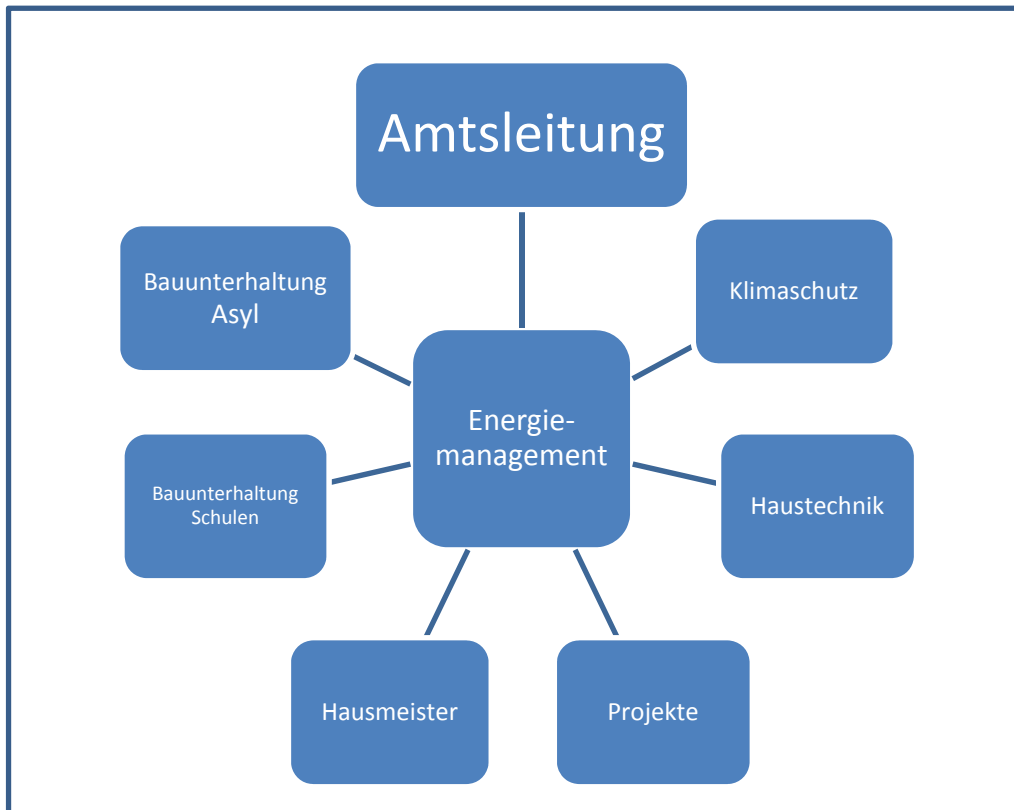 Amtsleitung
Bauunterhaltung
Asyl
Klimaschutz
Energie-
management
Bauunterhaltung
Schulen
Haustechnik
Hausmeister
Projekte